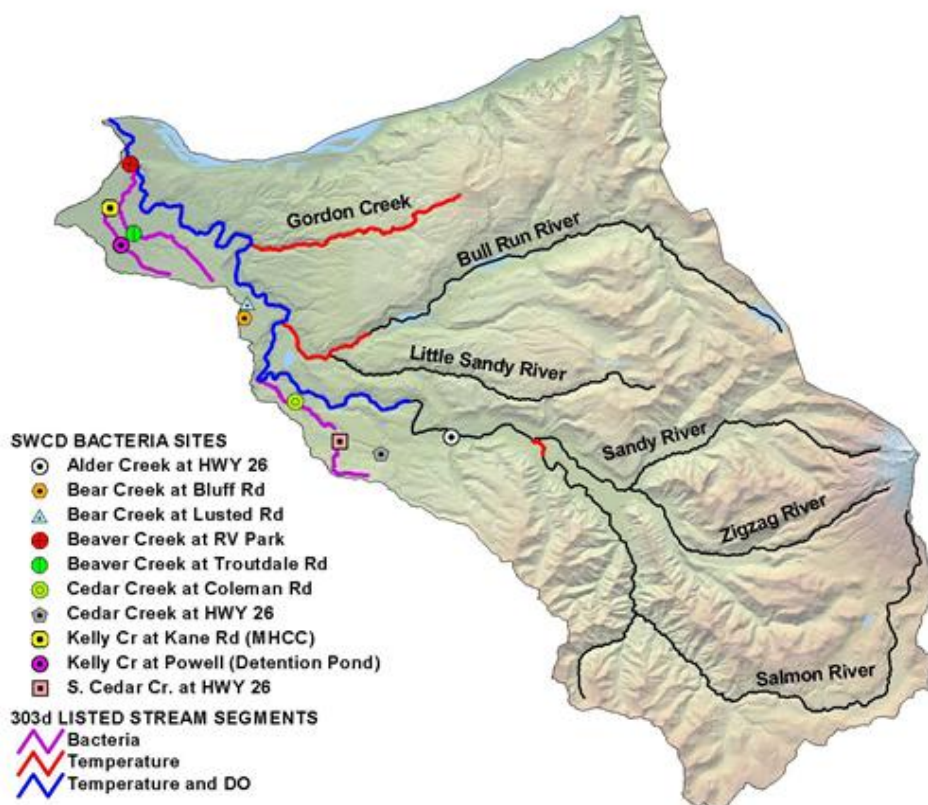 Gordon Creek
Bull Run River
Little Sandy River
Sandy River
Zigzag River
Salmon River
SWCD BACTERIA SITES
Alder Creek at HWY 26
Bear Creek at Bluff Rd
Bear Creek at Lusted Rd
Beaver Creek at RV Park
Beaver Creek at Troutdale Rd
Cedar Creek at Coleman Rd
Cedar Creek at HWY 26
Kelly Cr at Kane Rd (MHCC)
Kelly Cr at Powell (Detention Pond)
S. Cedar Cr. at HWY 26
303d LISTED STREAM SEGMENTS
Bacteria
Temperature
Temperature and DO